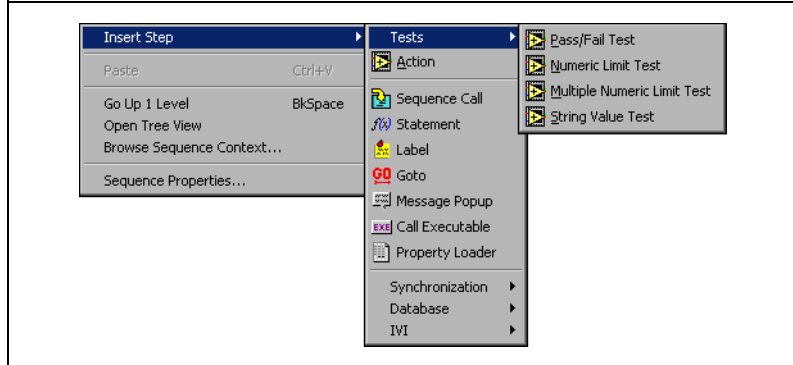 Insert Step
Paste Ctrl+V
Go Up 1 Level BkSpace
Open Tree View
Browse Sequence Context...
Sequence Properties...
Tests
Action
Sequence Call
f(x) Statement
Label
GO Goto
Message Popup
EXE Call Executable
Property Loader
Synchronization
Database
IVI
Pass/Fail Test
Numeric Limit Test
Multiple Numeric Limit Test
String Value Test